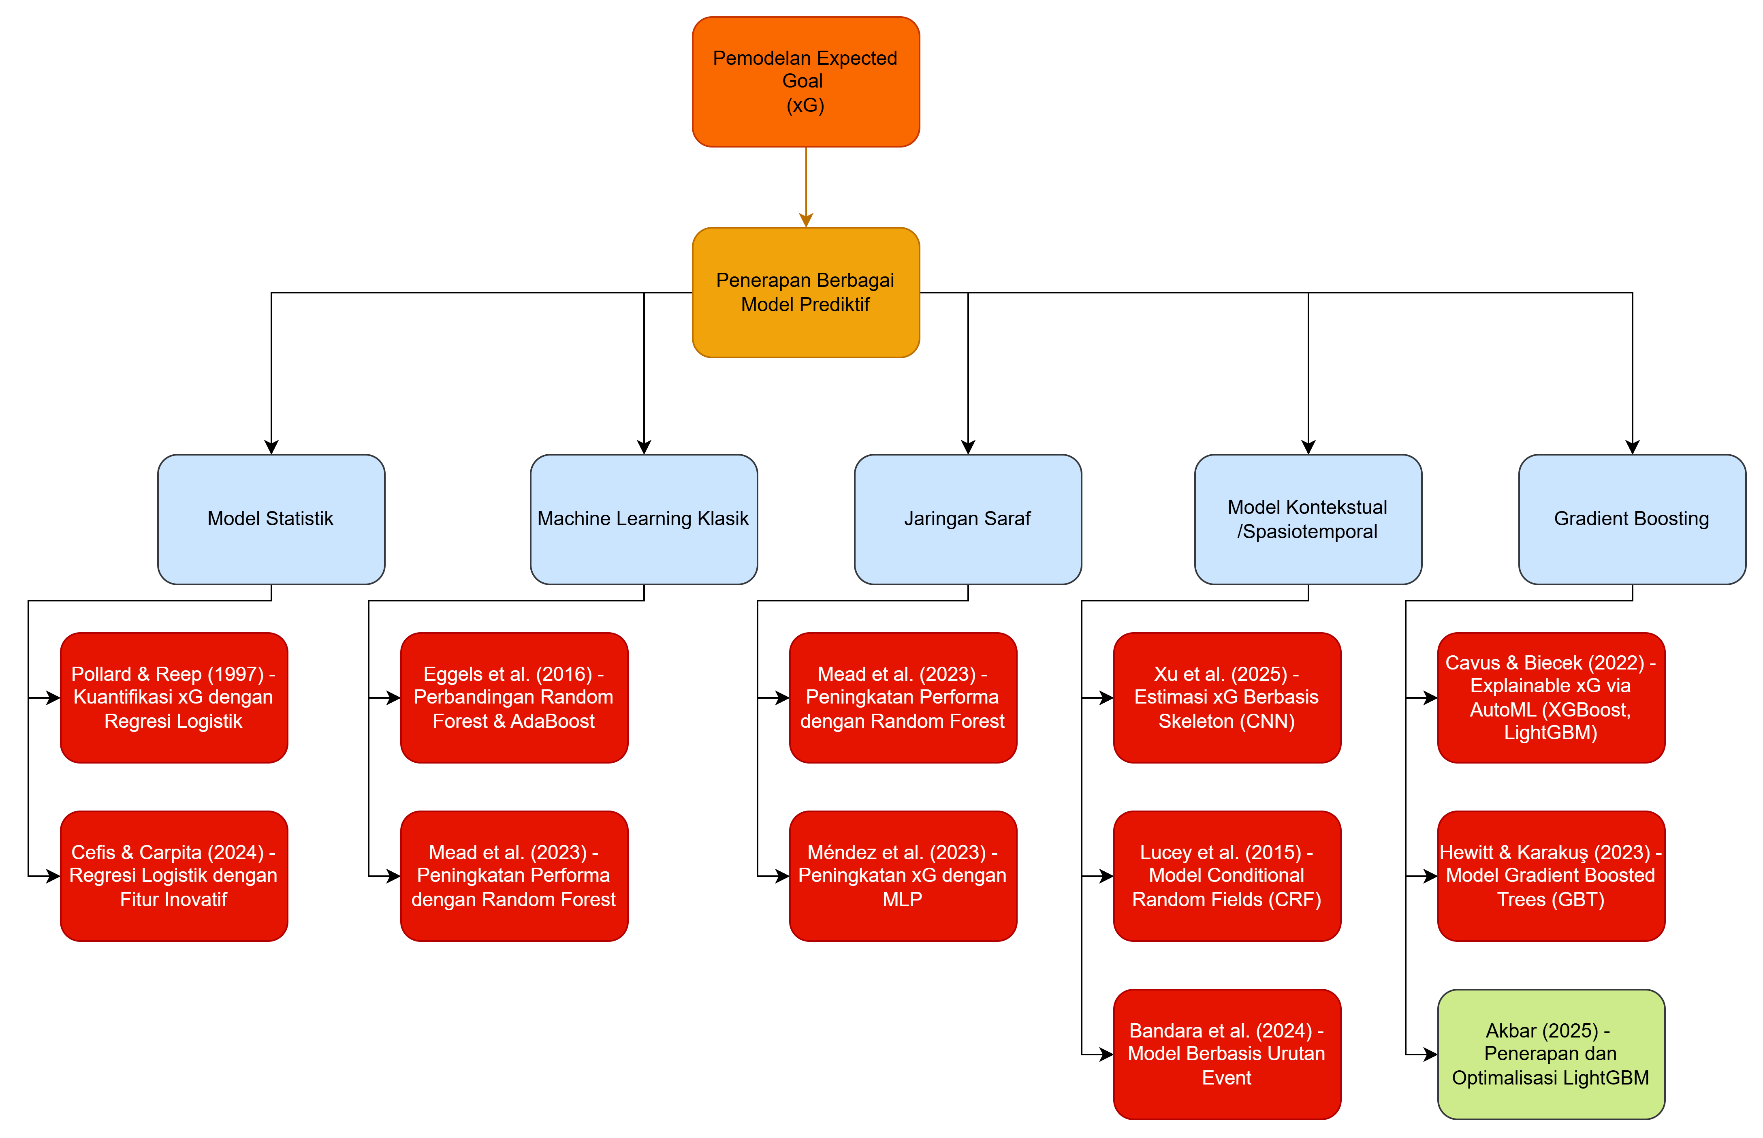 Pemodelan Expected
Goal
(xG)
Penerapan Berbagai
Model Prediktif
Model Statistik
Machine Learning Klasik
Jaringan Saraf
Model Kontekstual
/Spasiotemporal
Gradient Boosting
Pollard & Reep (1997) -
Kuantifikasi xG dengan
Regresi Logistik
Eggels et al. (2016) -
Perbandingan Random
Forest & AdaBoost
Mead et al. (2023) -
Peningkatan Performa
dengan Random Forest
Xu et al. (2025) -
Estimasi xG Berbasis
Skeleton (CNN)
Cavus & Biecek (2022) -
Explainable xG via
AutoML (XGBoost,
LightGBM)
Cefis & Carpita (2024) -
Regresi Logistik dengan
Fitur Inovatif
Mead et al. (2023) -
Peningkatan Performa
dengan Random Forest
Méndez et al. (2023) -
Peningkatan xG dengan
MLP
Lucey et al. (2015) -
Model Conditional
Random Fields (CRF)
Hewitt & Karakuş (2023) -
Model Gradient Boosted
Trees (GBT)
Bandara et al. (2024) -
Model Berbasis Urutan
Event
Akbar (2025) -
Penerapan dan
Optimalisasi LightGBM